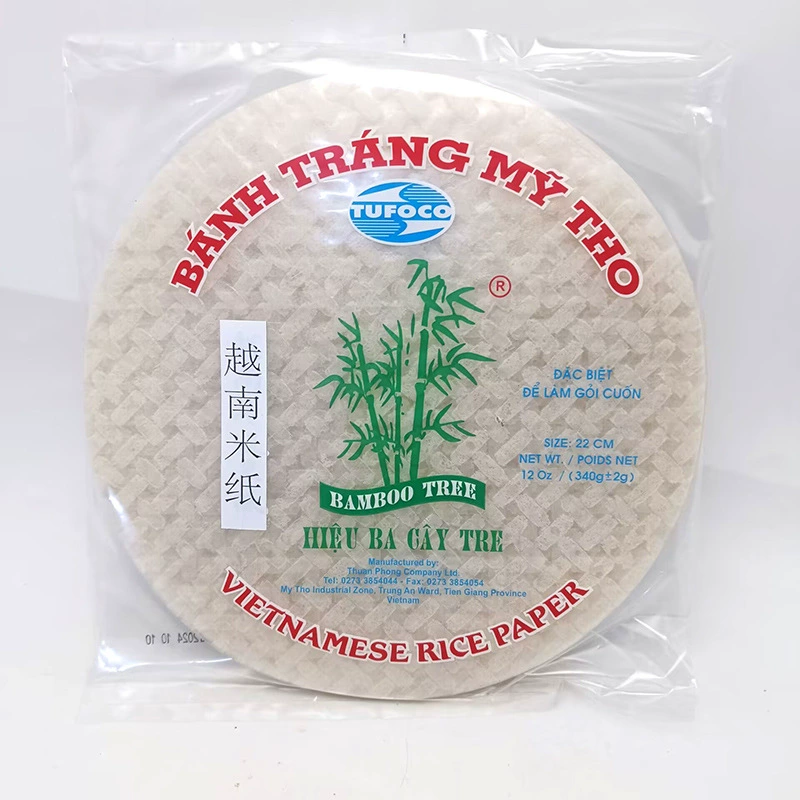 BÁNH TRÁNG MỸ THO
TUFOCO
®
越南米纸
ĐẶC BIỆT
ĐỂ LÀM GỎI CUỐN
SIZE: 22 CM
NET WT. / POIDS NET
12 Oz / (340g±2g)
BAMBOO TREE
HIỆU BA CÂY TRE
Manufactured by:
Thuan Phong Company Ltd.
Tel: 0273 3854044 - Fax: 0273 3854054
My Tho Industrial Zone, Trung An Ward, Tien Giang Province
Vietnam
VIETNAMESE RICE PAPER
2024 10 10